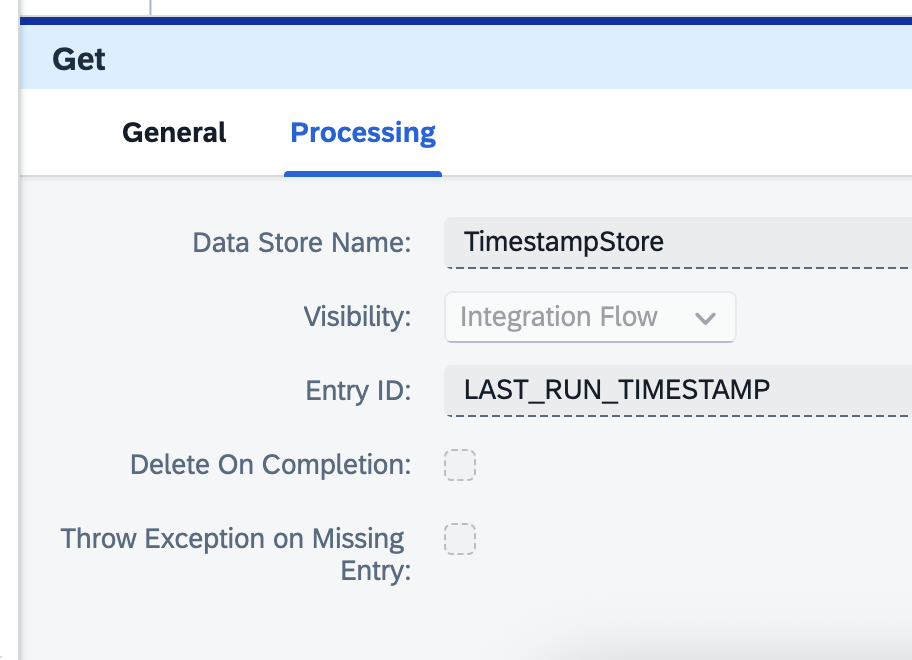 Get
General Processing
Data Store Name: TimestampStore
Visibility: Integration Flow
Entry ID: LAST_RUN_TIMESTAMP
Delete On Completion:
Throw Exception on Missing
Entry: